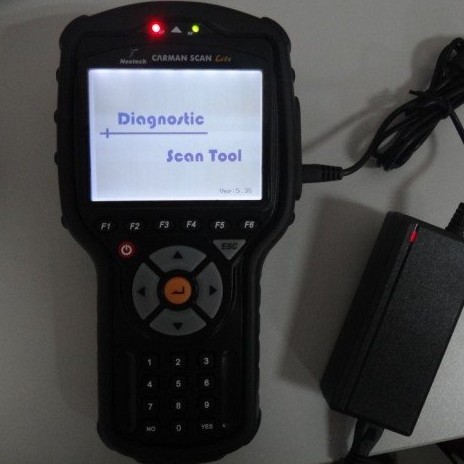 Nextech CARMAN SCAN Lite
Diagnostic
Scan Tool
Ver:5.35
F1 F2 F3 F4 F5 F6
ESC
1 2 3
4 5 6
7 8 9
NO 0 YES